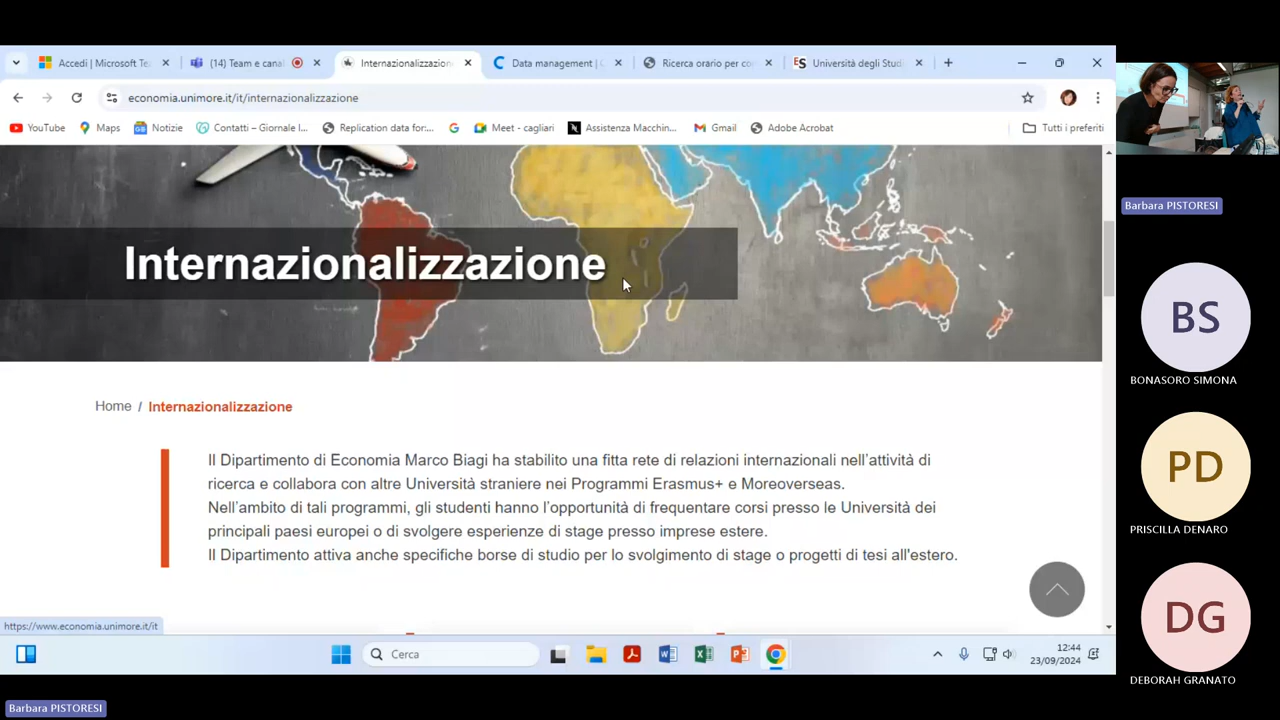 Accedi | Microsoft Te
(14) Team e canal
Internazionalizzazion
Data management | C
Ricerca orario per co
Università degli Studi
economia.unimore.it/it/internazionalizzazione
YouTube
Maps
Notizie
Contatti – Giornale l...
Replication data for:...
Meet - cagliari
Assistenza Macchin...
Gmail
Adobe Acrobat
Tutti i preferiti
Internazionalizzazione
Home / Internazionalizzazione
Il Dipartimento di Economia Marco Biagi ha stabilito una fitta rete di relazioni internazionali nell'attività di
ricerca e collabora con altre Università straniere nei Programmi Erasmus+ e Moreoverseas.
Nell'ambito di tali programmi, gli studenti hanno l'opportunità di frequentare corsi presso le Università dei
principali paesi europei o di svolgere esperienze di stage presso imprese estere.
Il Dipartimento attiva anche specifiche borse di studio per lo svolgimento di stage o progetti di tesi all'estero.
https://www.economia.unimore.it/it
Cerca
12:44
23/09/2024
Barbara PISTORESI
Barbara PISTORESI
BS
BONASORO SIMONA
PD
PRISCILLA DENARO
DG
DEBORAH GRANATO